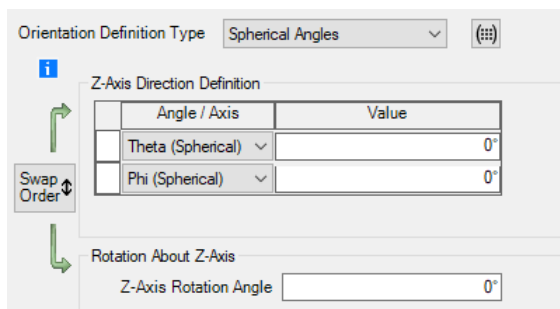 Orientation Definition Type Spherical Angles (:::)
i
Z-Axis Direction Definition
Angle / Axis Value
Theta (Spherical) 0°
Phi (Spherical) 0°
Swap
Order
Rotation About Z-Axis
Z-Axis Rotation Angle 0°